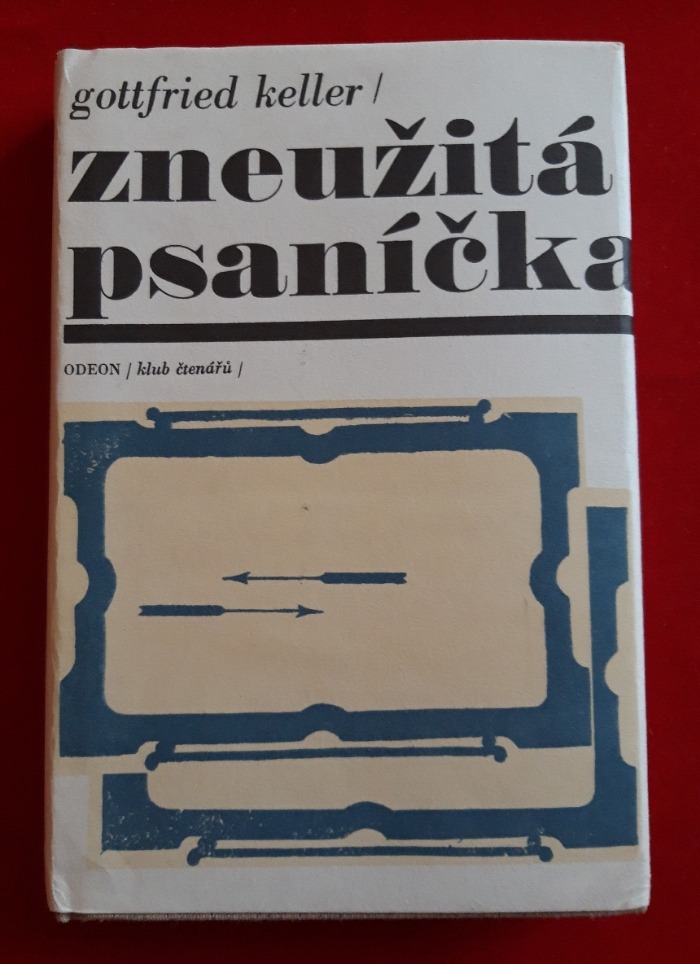 gottfried keller /
zneužitá
psaníčka
ODEON / klub čtenářů /